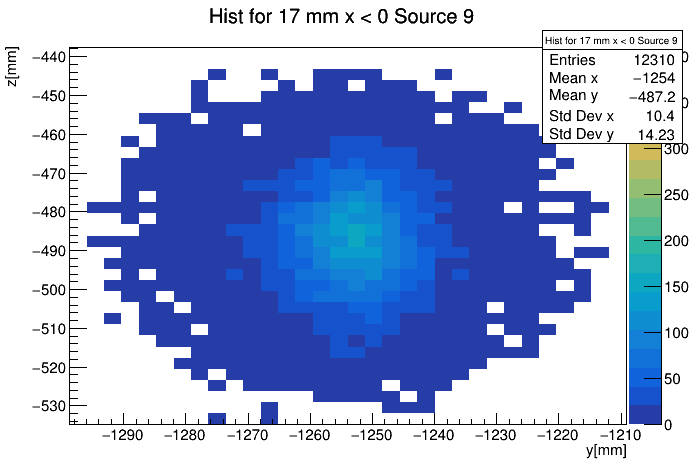 Hist for 17 mm x < 0 Source 9
z[mm]
Hist for 17 mm x < 0 Source 9
Entries 12310
Mean x −1254
Mean y −487.2
Std Dev x 10.4
Std Dev y 14.23
−440
−450
−460
−470
−480
−490
−500
−510
−520
−530
0
300
250
200
150
100
50
0
−1290 −1280 −1270 −1260 −1250 −1240 −1230 −1220 −1210
y[mm]